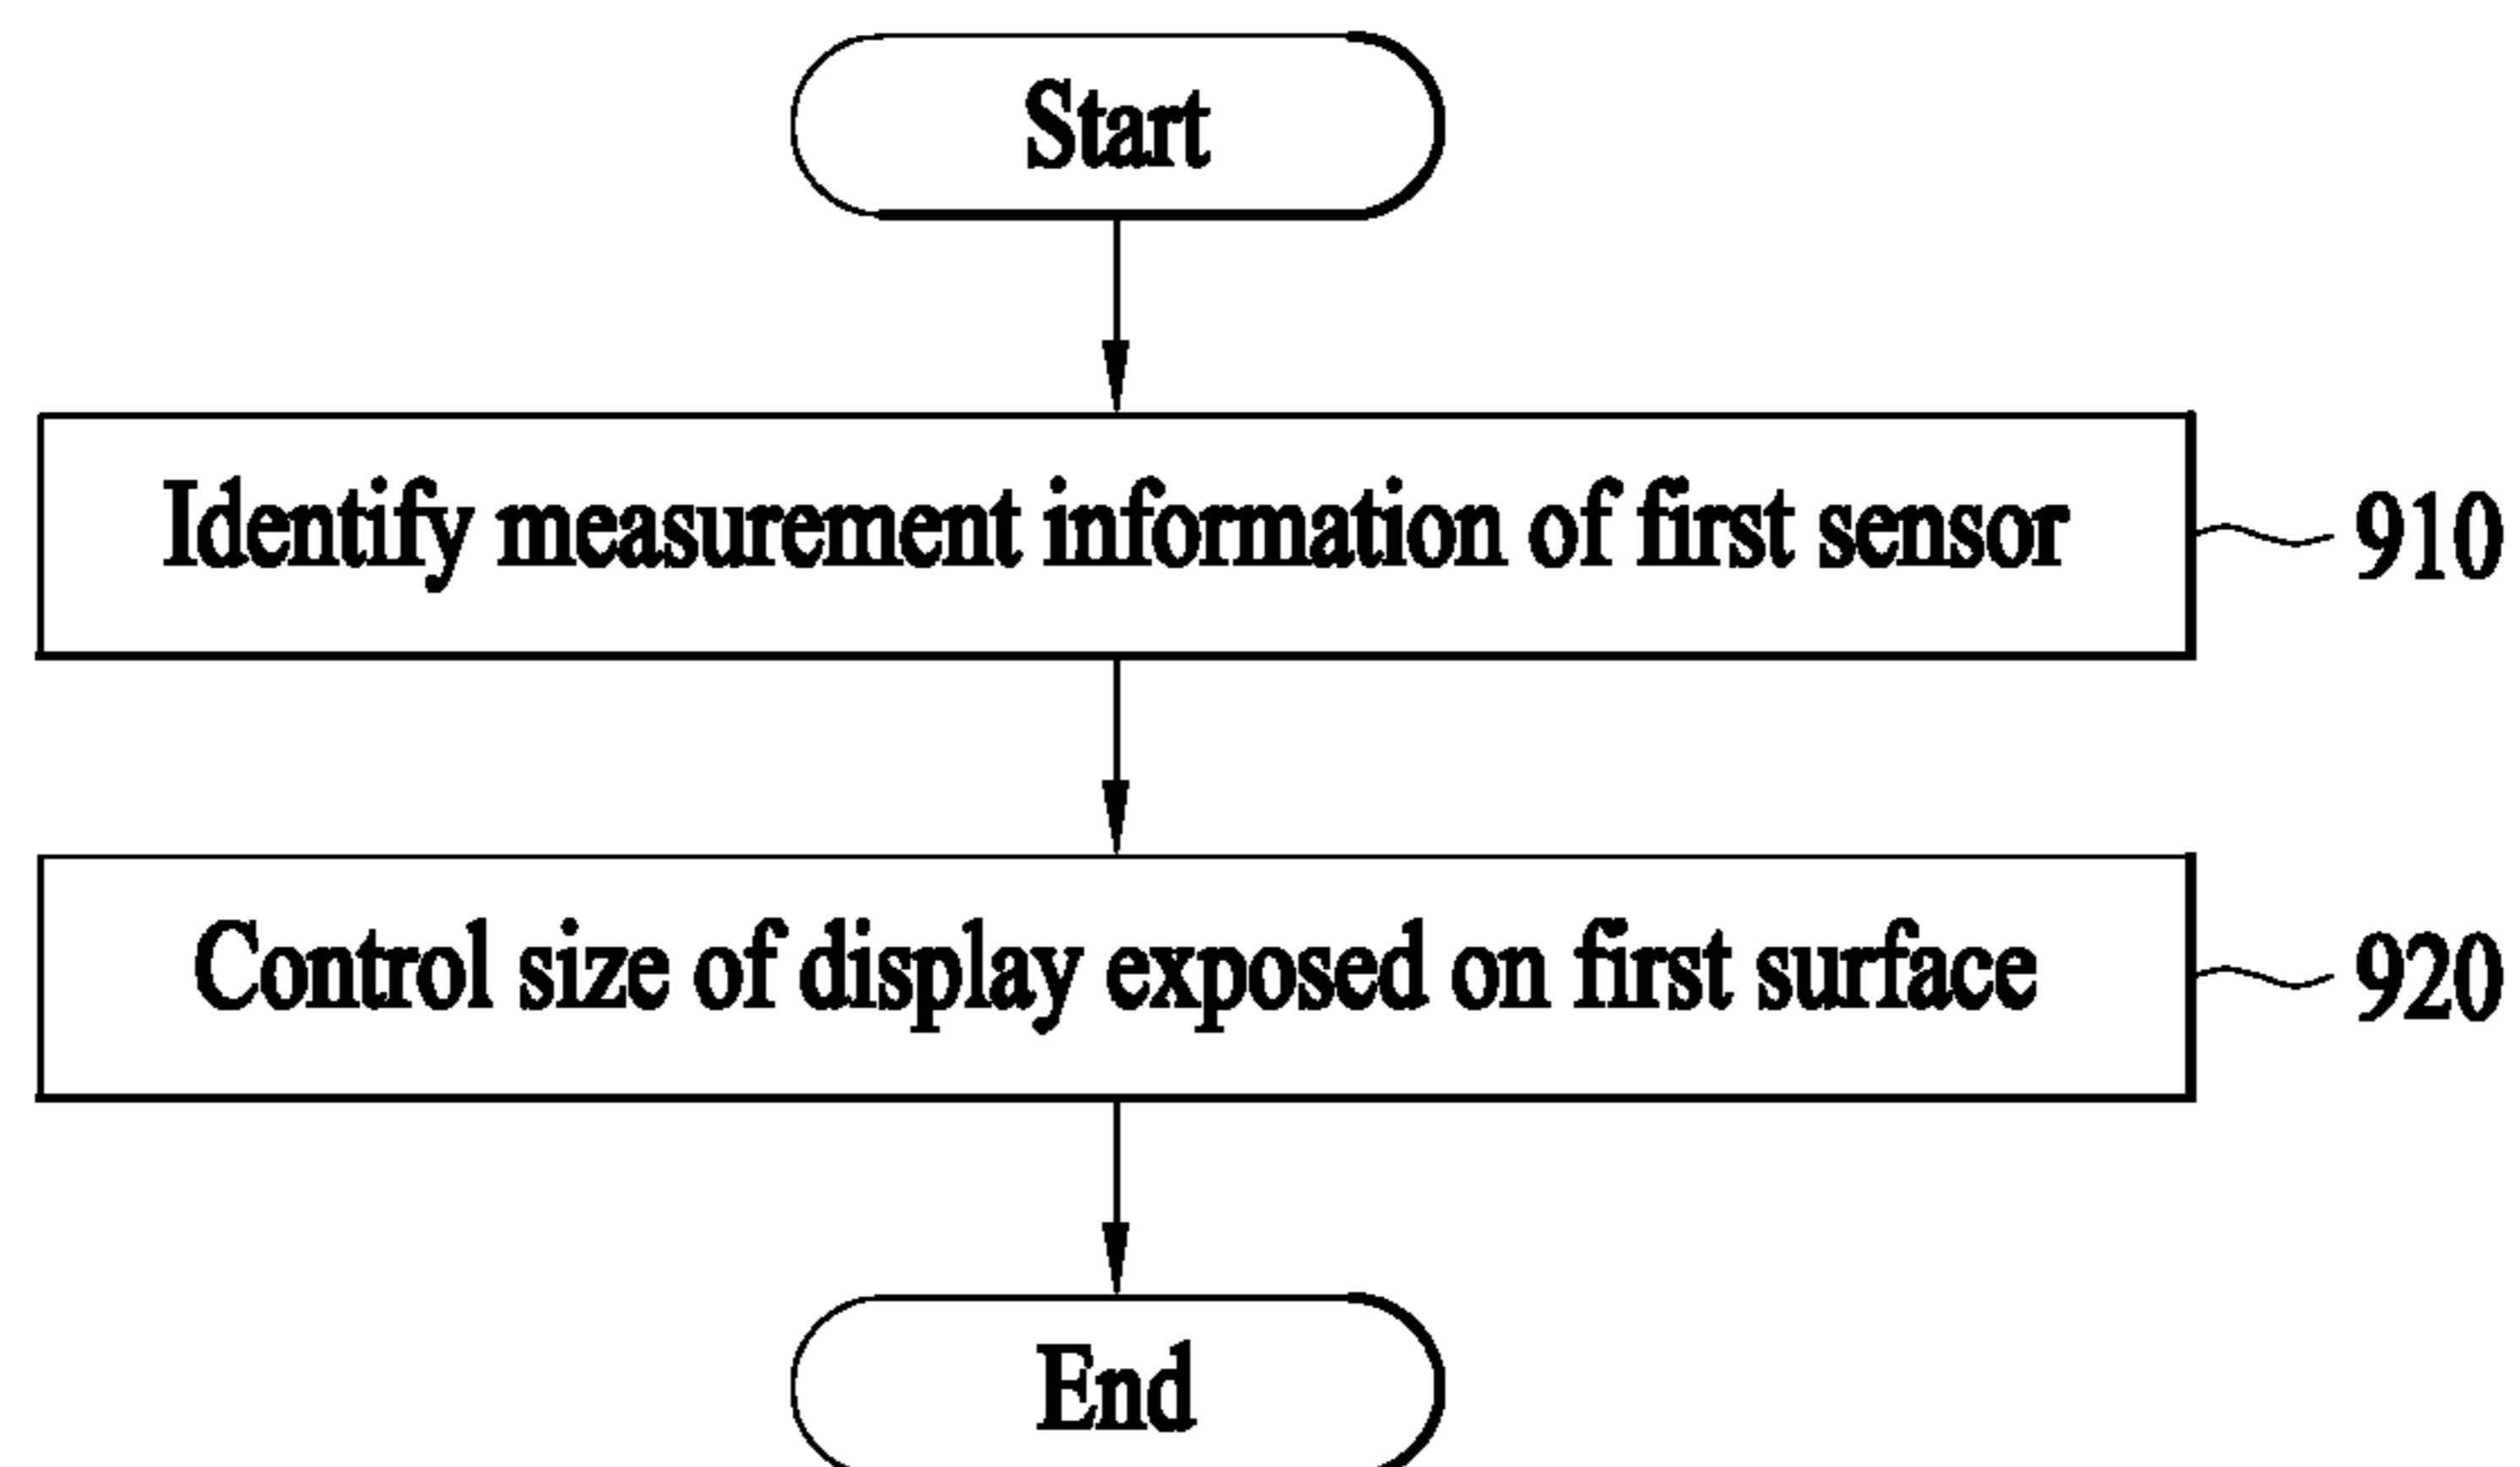 Start
Identify measurement information of first sensor
910
Control size of display exposed on first surface
920
End